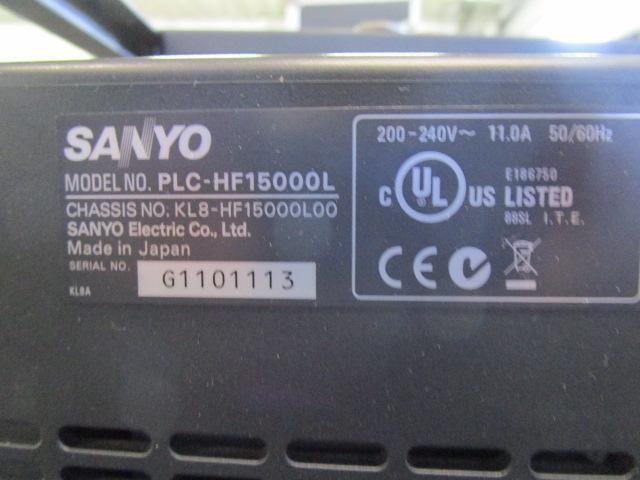 SANYO
MODEL NO. PLC-HF15000L
CHASSIS NO. KL8-HF15000L00
SANYO Electric Co., Ltd.
Made in Japan
SERIAL NO. G1101113
KL8A
200-240V~ 11.0A 50/60Hz
E186750
C UL US LISTED
88SL I.T.E.
CE